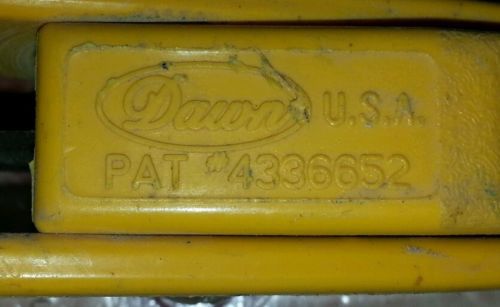 Dawn U.S.A.
PAT #4336652